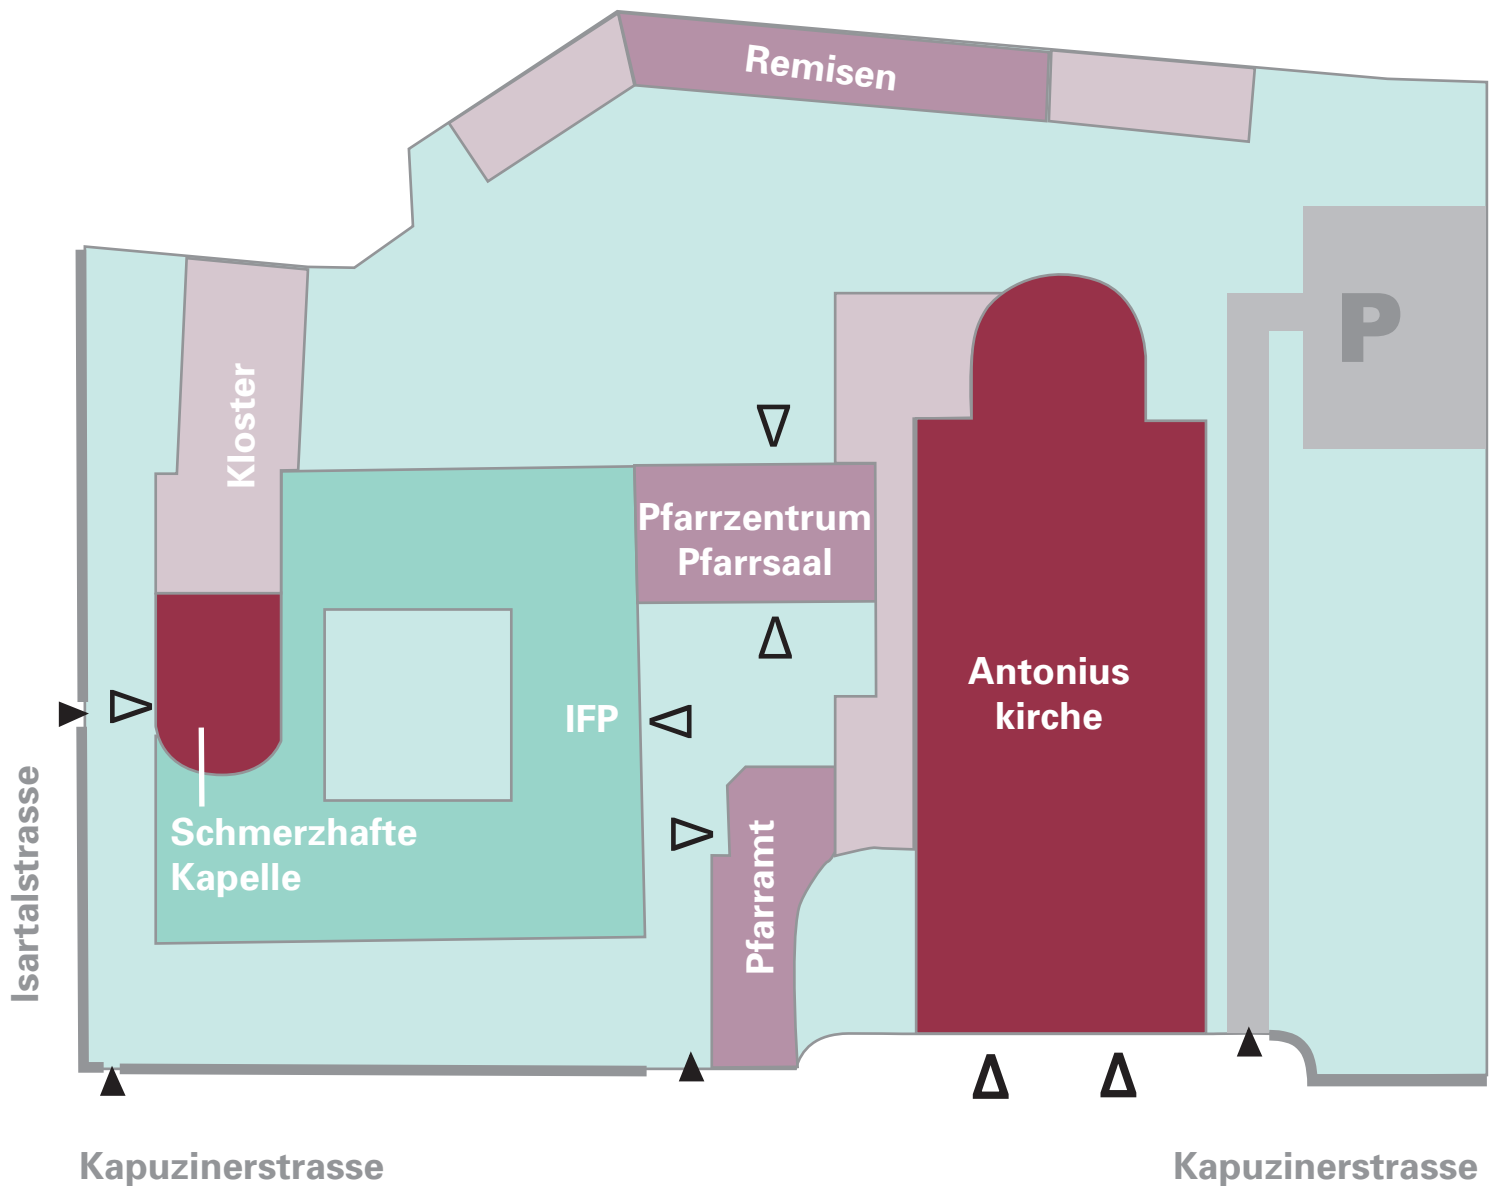 Remisen
P
Kloster
Pfarrzentrum
Pfarrsaal
Antonius
kirche
IFP
Schmerzhafte
Kapelle
Pfarramt
Isartalstrasse
Kapuzinerstrasse
Kapuzinerstrasse